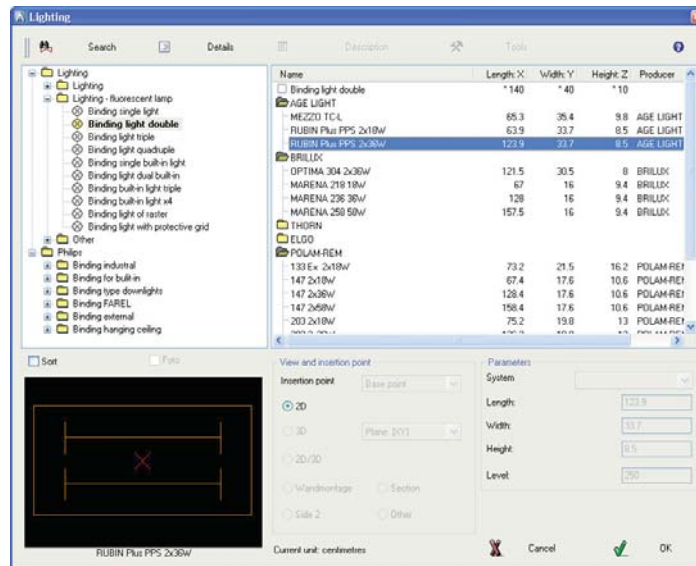 Lighting
Search Details Description Tools
Lighting
Lighting
Lighting - fluorescent lamp
Binding single light
Binding light double
Binding light triple
Binding light quadruple
Binding single built-in light
Binding light dual built-in
Binding built-in light triple
Binding built-in light x4
Binding light of raster
Binding light with protective grid
Other
Philips
Binding industrial
Binding for built-in
Binding type downlights
Binding FAREL
Binding external
Binding hanging ceiling
Name Length: X Width: Y Height: Z Producer
Binding light double * 140 * 40 * 10
AGE LIGHT
MEZZO TC-L 65.3 35.4 9.8 AGE LIGHT
RUBIN Plus PPS 2x18W 63.9 33.7 8.5 AGE LIGHT
RUBIN Plus PPS 2x36W 123.9 33.7 8.5 AGE LIGHT
BRILUX
OPTIMA 304 2x36W 121.5 30.5 8 BRILUX
MARENA 218 18W 67 16 9.4 BRILUX
MARENA 236 36W 128 16 9.4 BRILUX
MARENA 258 58W 157.5 16 9.4 BRILUX
THORN
ELGO
POLAM-REM
133 Ex 2x18W 73.2 21.5 16.2 POLAM-REM
147 2x18W 67.4 17.6 10.6 POLAM-REM
147 2x36W 128.4 17.6 10.6 POLAM-REM
147 2x58W 158.4 17.6 10.6 POLAM-REM
203 2x18W 75.2 19.8 13 POLAM-REM
Sort Foto
RUBIN Plus PPS 2x36W
View and insertion point
Insertion point Base point
2D
3D Plane [XY]
2D/3D
Wandmontage Section
Side 2 Other
Current unit: centimetres
Parameters
System
Length: 123.9
Width: 33.7
Height: 8.5
Level: 250
Cancel OK